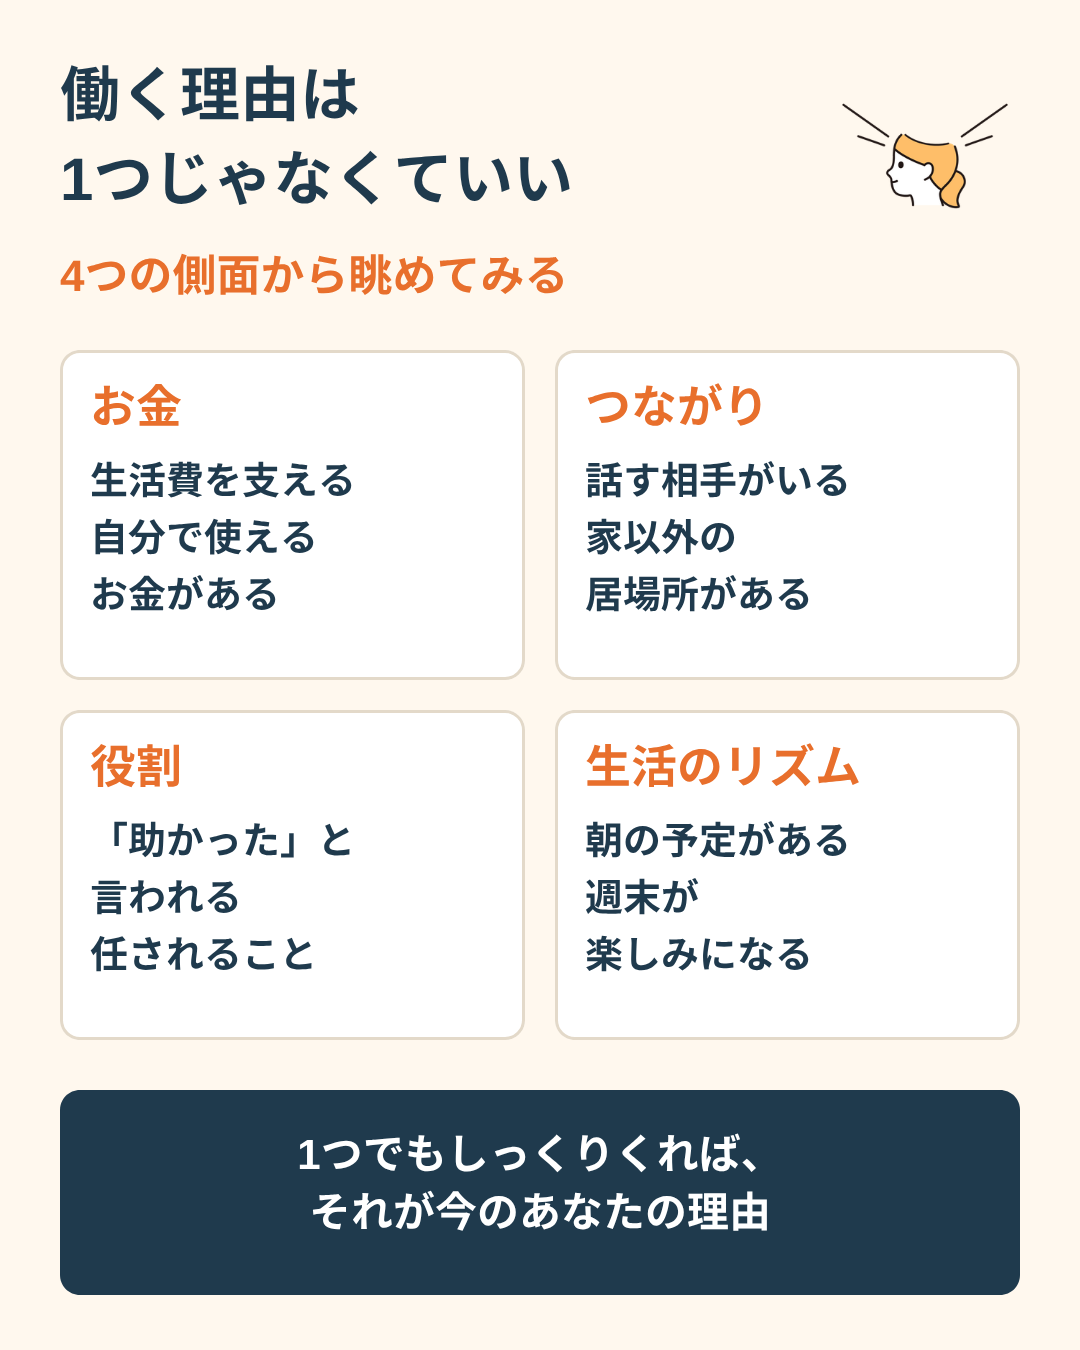 働く理由は
1つじゃなくていい
4つの側面から眺めてみる
お金
生活費を支える
自分で使える
お金がある
つながり
話す相手がいる
家以外の
居場所がある
役割
「助かった」と
言われる
任されること
生活のリズム
朝の予定がある
週末が
楽しみになる
1つでもしっくりくれば、
それが今のあなたの理由